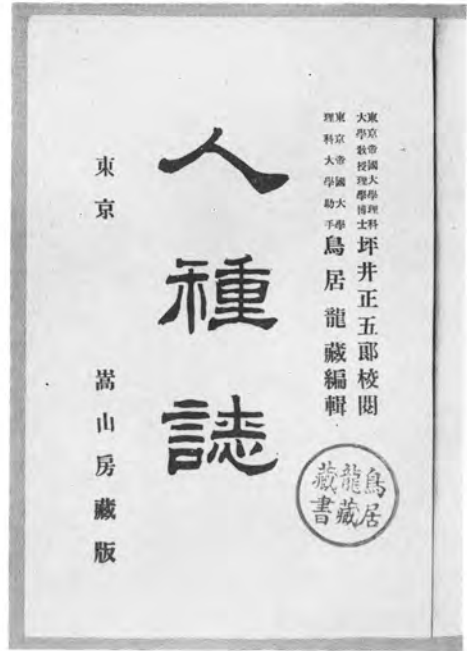 東京帝國大學理科
大學敎授理學博士
坪井正五郎校閱
東京帝國大學
理科大學助手
鳥居龍藏編輯
人種誌
東京 嵩山房藏版
鳥居
龍藏
藏書